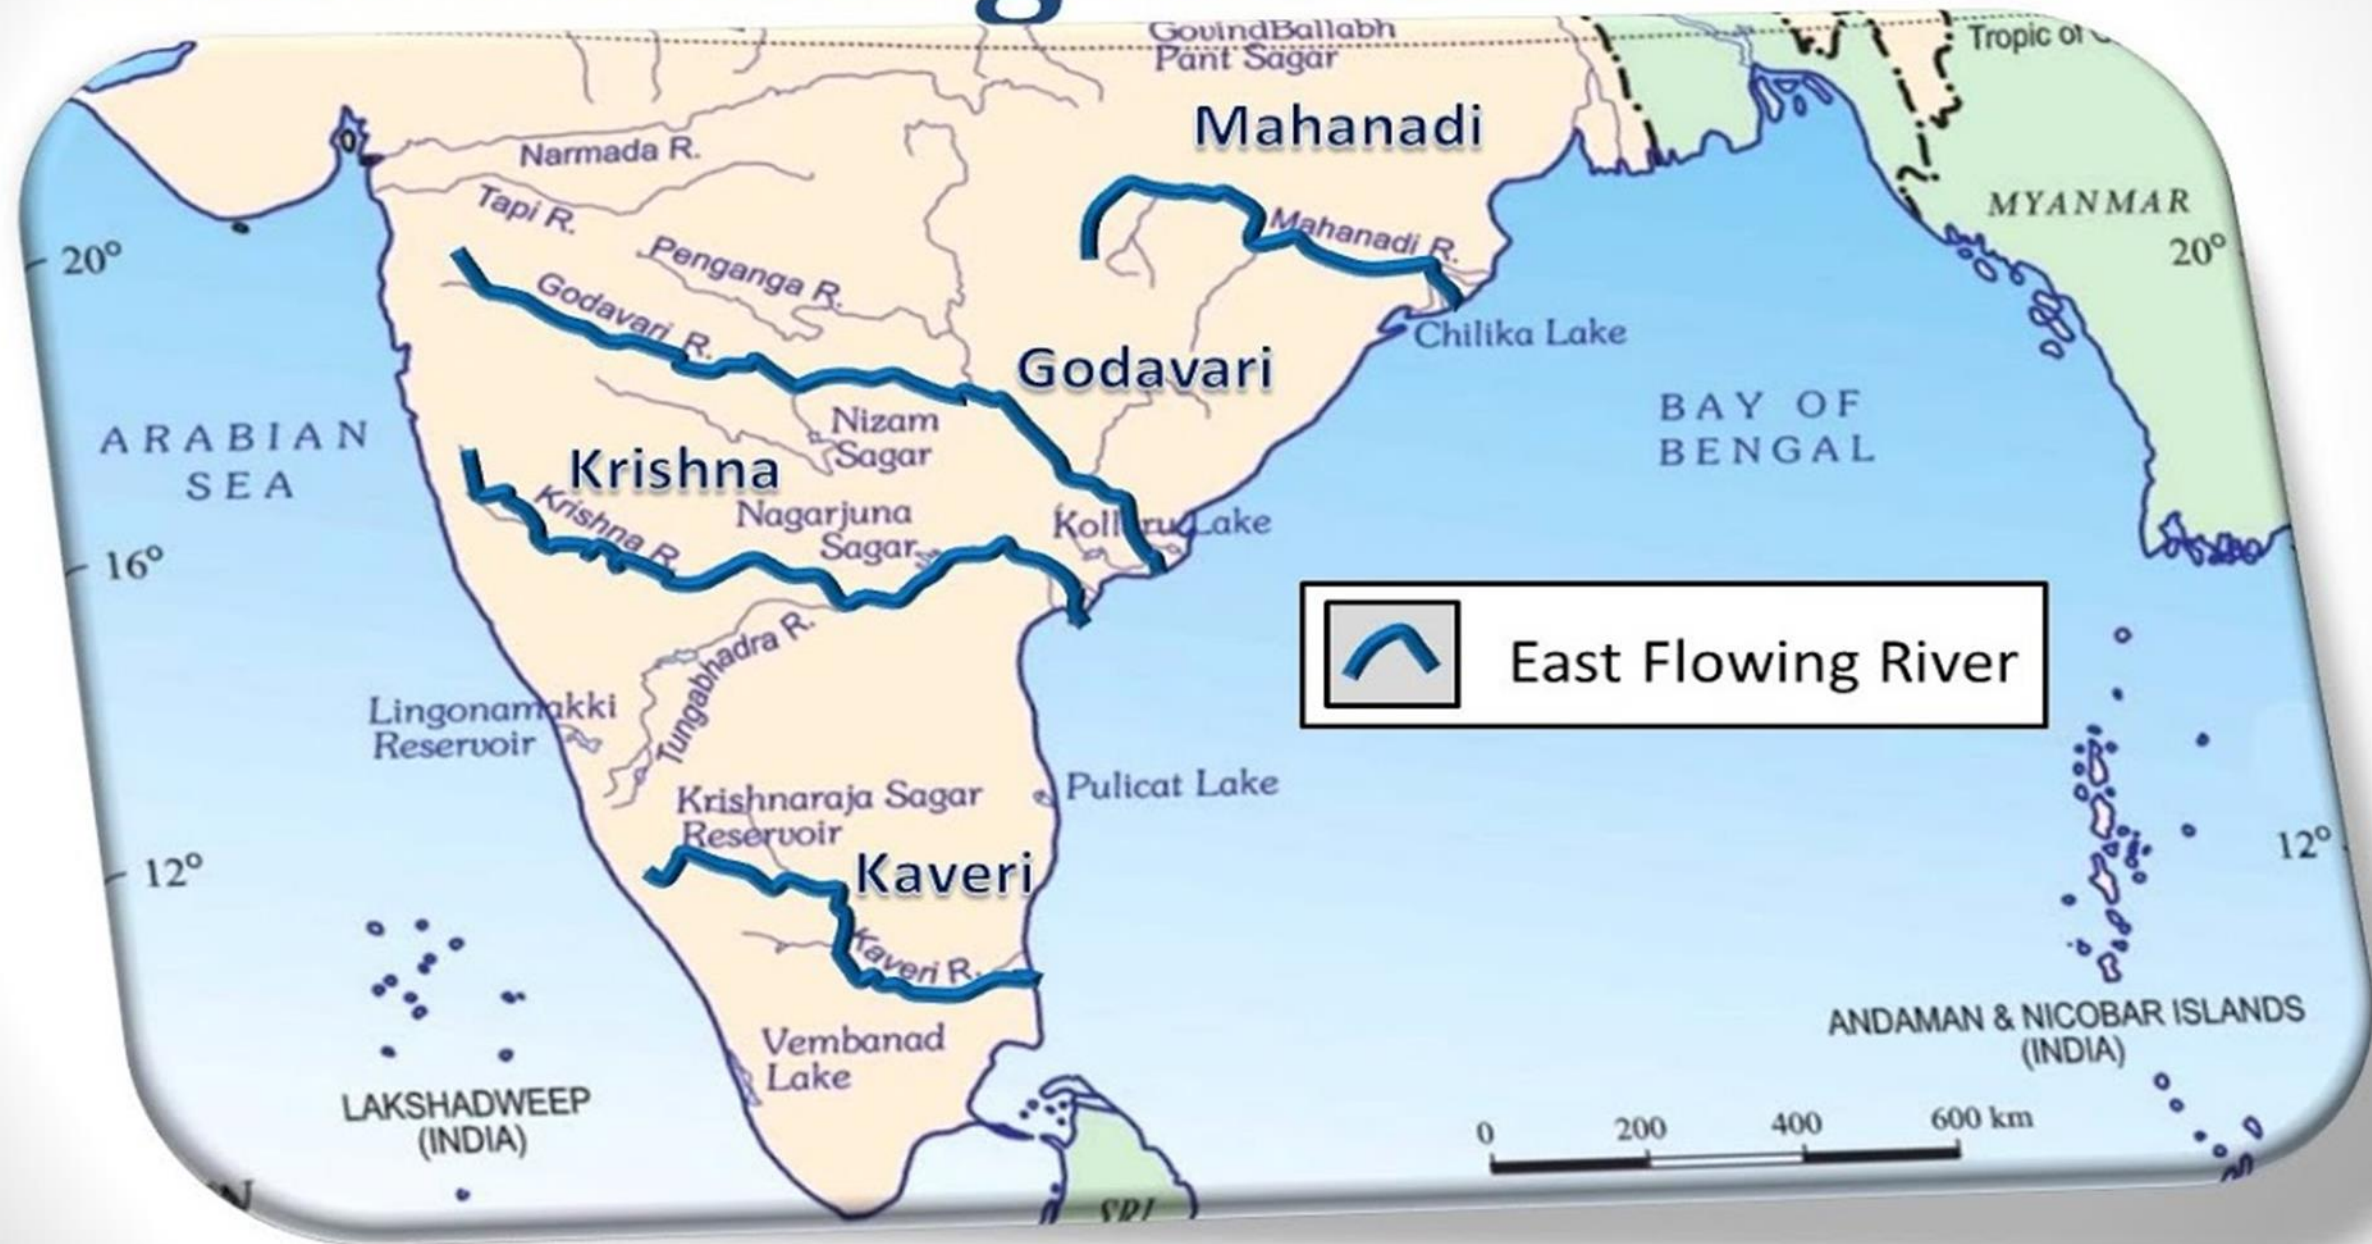 GovindBallabh
Pant Sagar
Tropic of
Mahanadi
Narmada R.
Tapi R.
Mahanadi R.
MYANMAR
20°
20°
Penganga R.
Godavari R.
Chilika Lake
Godavari
BAY OF
BENGAL
ARABIAN
SEA
Nizam
Sagar
Krishna
Krishna R.
Nagarjuna
Sagar
Kolleru Lake
16°
East Flowing River
Tungabhadra R.
Lingonamakki
Reservoir
Krishnaraja Sagar
Reservoir
Pulicat Lake
12°
12°
Kaveri
Kaveri R.
Vembanad
Lake
ANDAMAN & NICOBAR ISLANDS
(INDIA)
LAKSHADWEEP
(INDIA)
0 200 400 600 km
SRI